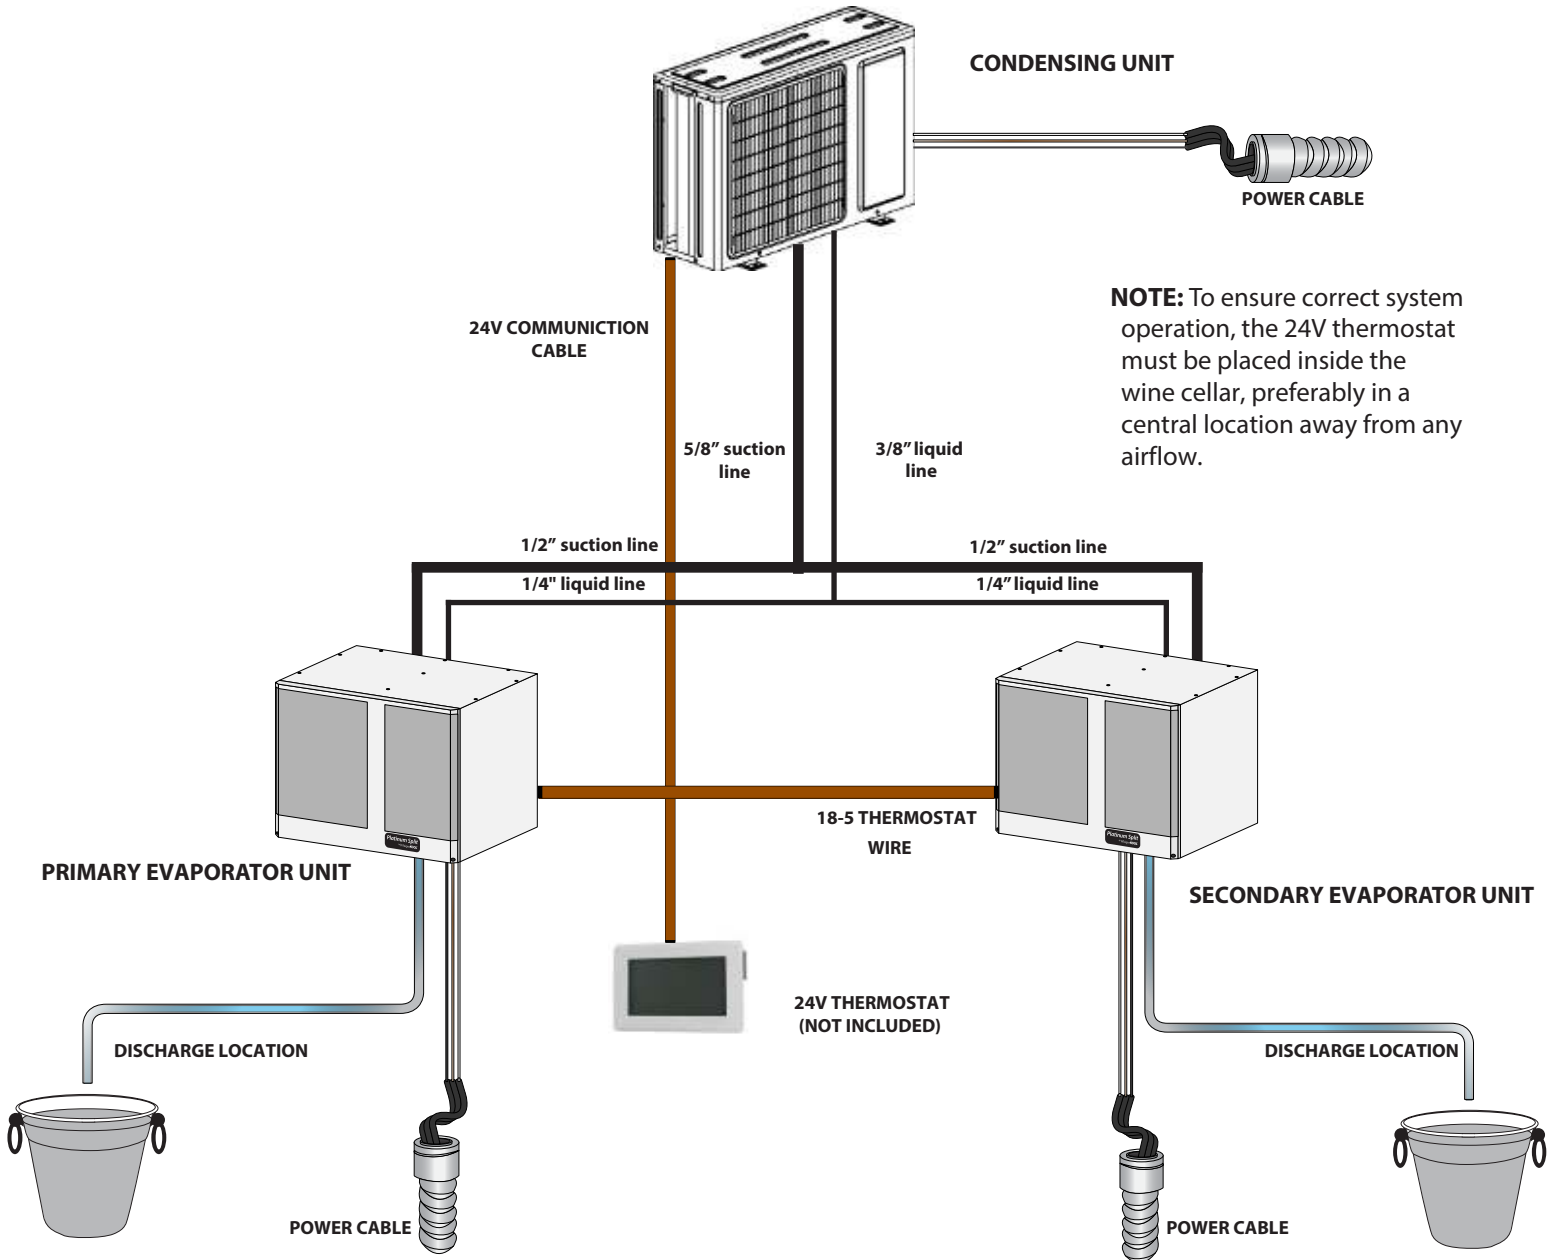 CONDENSING UNIT
POWER CABLE
NOTE: To ensure correct system
operation, the 24V thermostat
must be placed inside the
wine cellar, preferably in a
central location away from any
airflow.
24V COMMUNICTION
CABLE
5/8” suction
line
3/8” liquid
line
1/2” suction line
1/2” suction line
1/4" liquid line
1/4” liquid line
18-5 THERMOSTAT
WIRE
Platinum Split
Platinum Split
PRIMARY EVAPORATOR UNIT
SECONDARY EVAPORATOR UNIT
24V THERMOSTAT
(NOT INCLUDED)
DISCHARGE LOCATION
DISCHARGE LOCATION
POWER CABLE
POWER CABLE